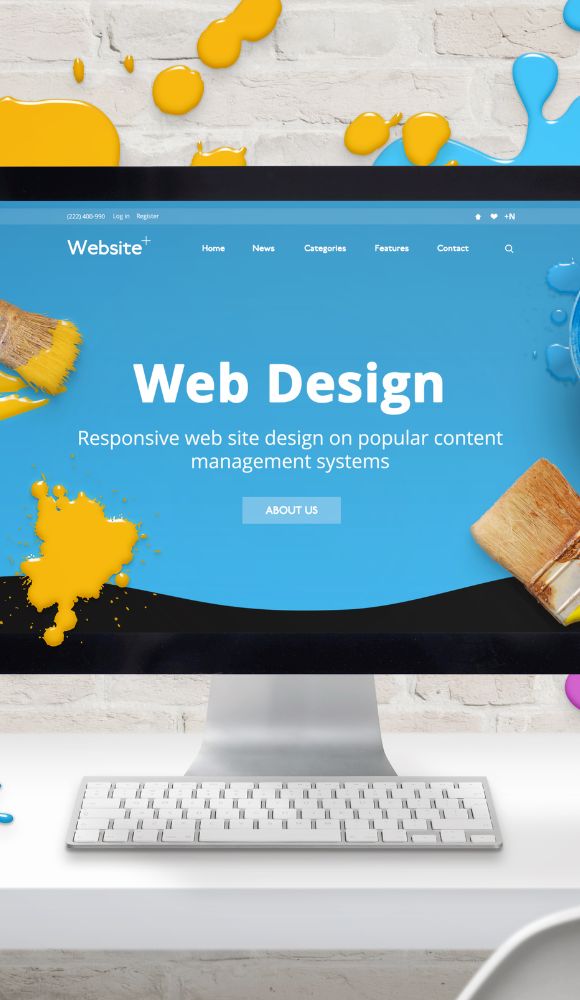 (222) 400-990 Log in Register
+N
Website+
Home News Categories Features Contact
Web Design
Responsive web site design on popular content
management systems
ABOUT US